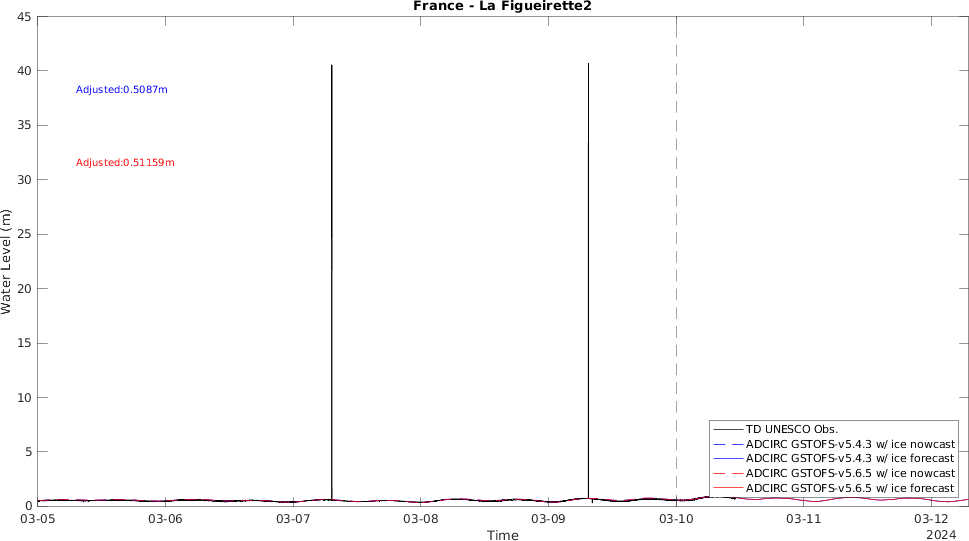 France - La Figueirette2
45
40
35
30
25
20
15
10
5
0
Water Level (m)
Adjusted:0.5087m
Adjusted:0.51159m
TD UNESCO Obs.
ADCIRC GSTOFS-v5.4.3 w/ ice nowcast
ADCIRC GSTOFS-v5.4.3 w/ ice forecast
ADCIRC GSTOFS-v5.6.5 w/ ice nowcast
ADCIRC GSTOFS-v5.6.5 w/ ice forecast
03-05 03-06 03-07 03-08 03-09 03-10 03-11 03-12
Time
2024